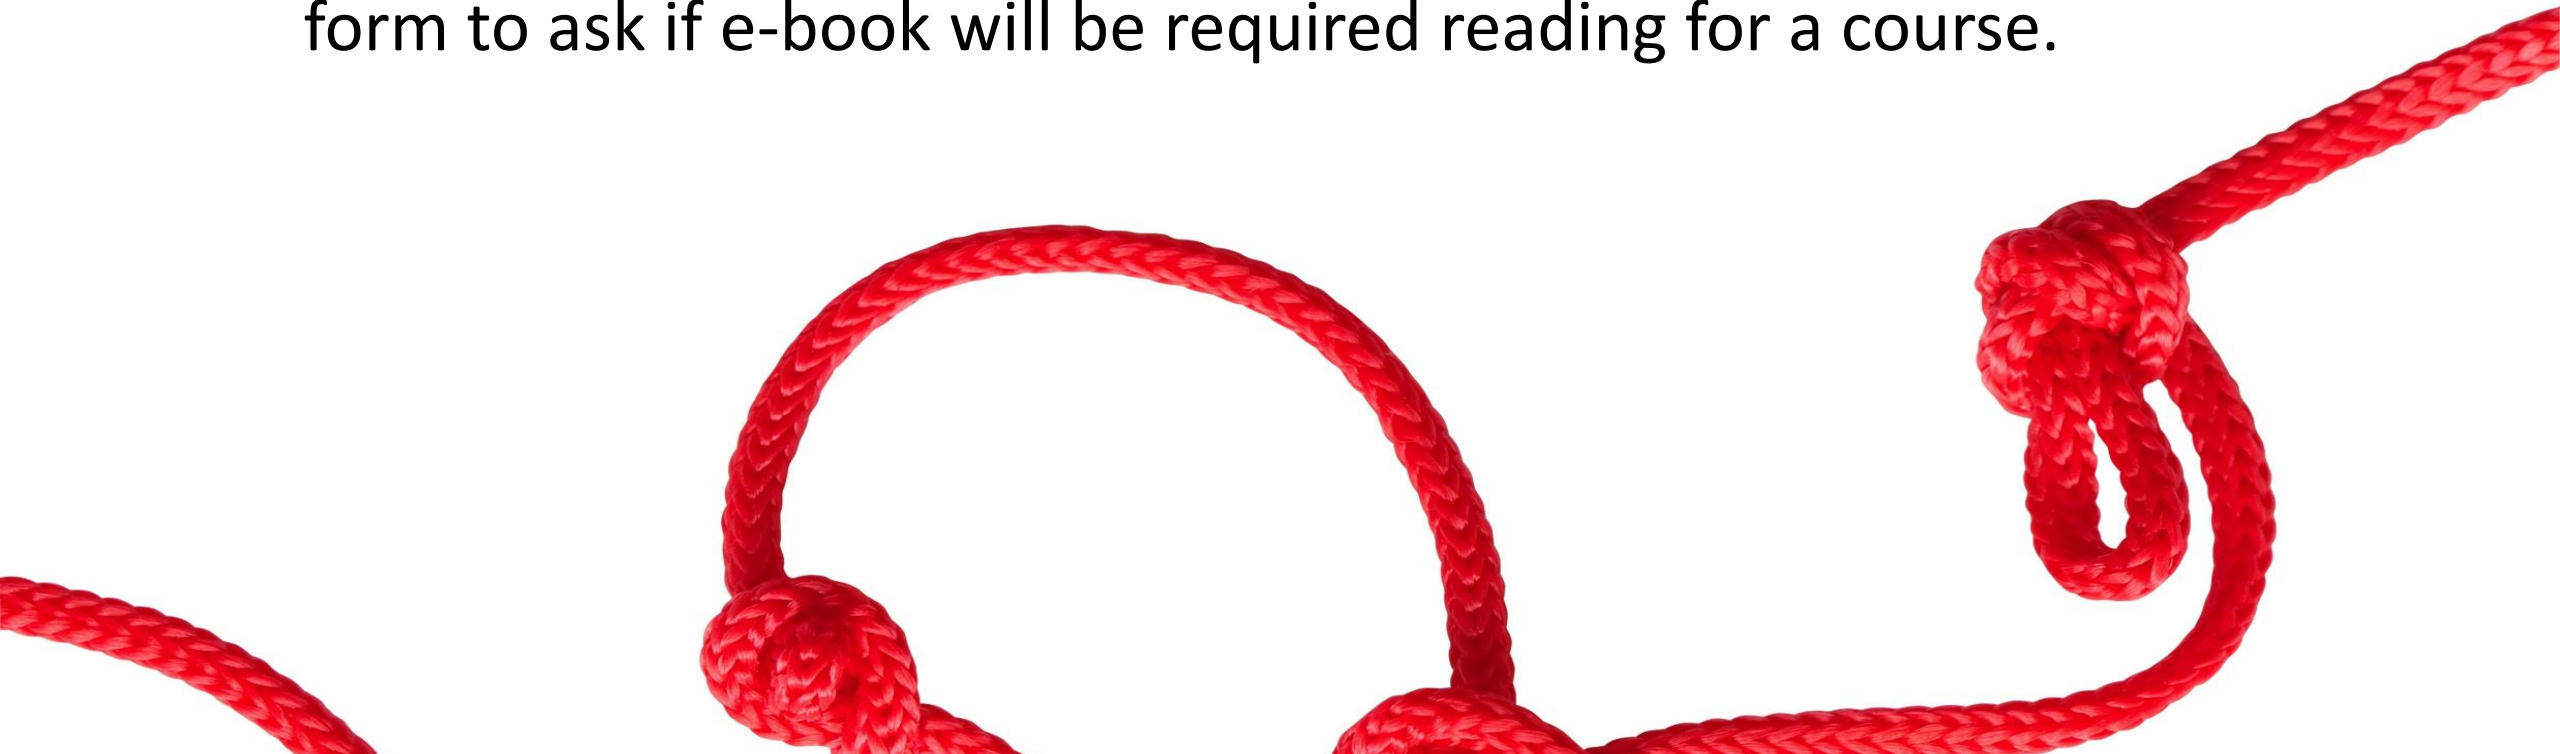 form to ask if e-book will be required reading for a course.